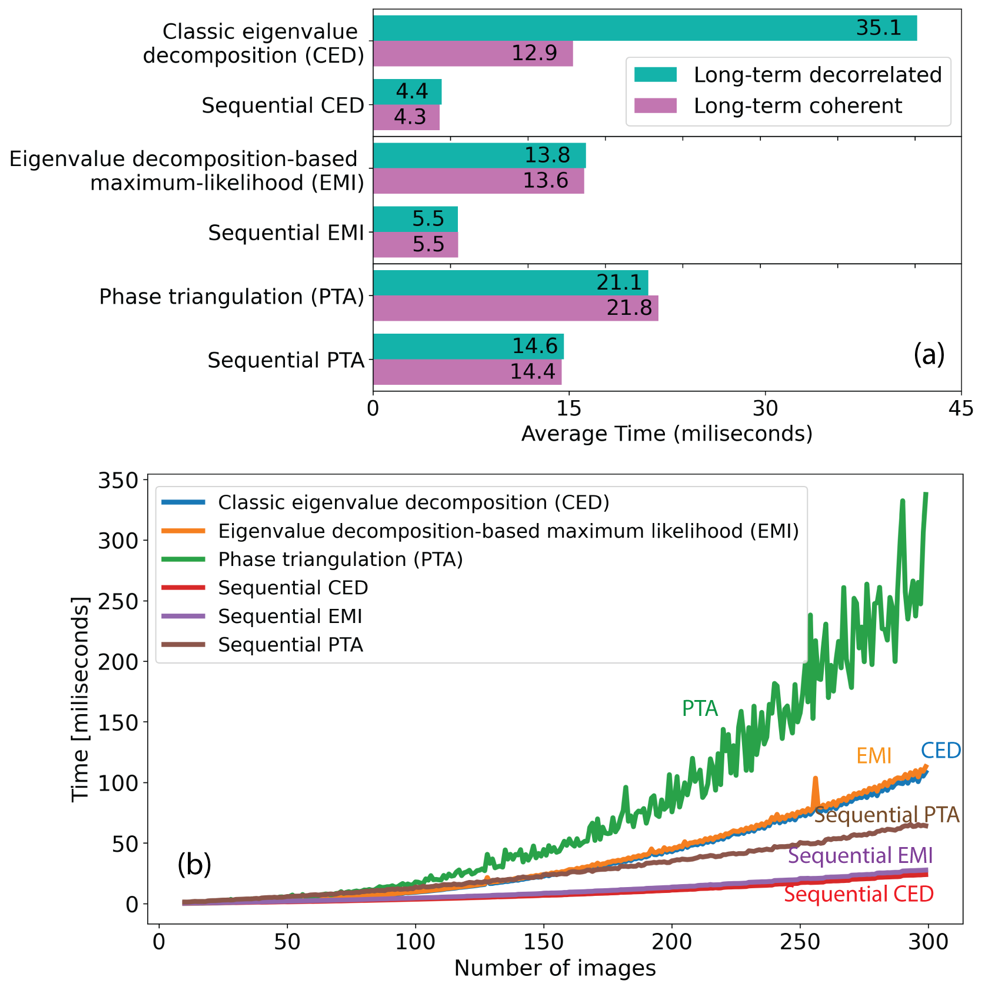 Classic eigenvalue
decomposition (CED)
35.1
12.9
Long-term decorrelated
Long-term coherent
Sequential CED
4.4
4.3
Eigenvalue decomposition-based
maximum-likelihood (EMI)
13.8
13.6
Sequential EMI
5.5
5.5
Phase triangulation (PTA)
21.1
21.8
Sequential PTA
14.6
14.4
(a)
0 15 30 45
Average Time (miliseconds)
350
300
250
200
150
100
50
0
Time [miliseconds]
Classic eigenvalue decomposition (CED)
Eigenvalue decomposition-based maximum likelihood (EMI)
Phase triangulation (PTA)
Sequential CED
Sequential EMI
Sequential PTA
PTA
EMI
CED
Sequential PTA
Sequential EMI
Sequential CED
(b)
0 50 100 150 200 250 300
Number of images